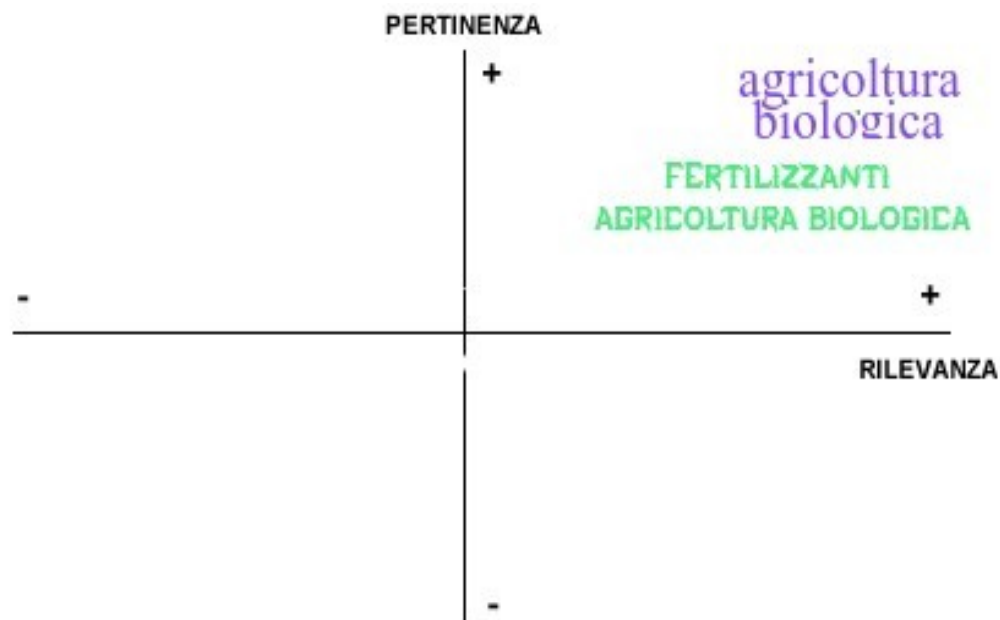 PERTINENZA
+
agricoltura
biologica
FERTILIZZANTI
AGRICOLTURA BIOLOGICA
- +
RILEVANZA
-